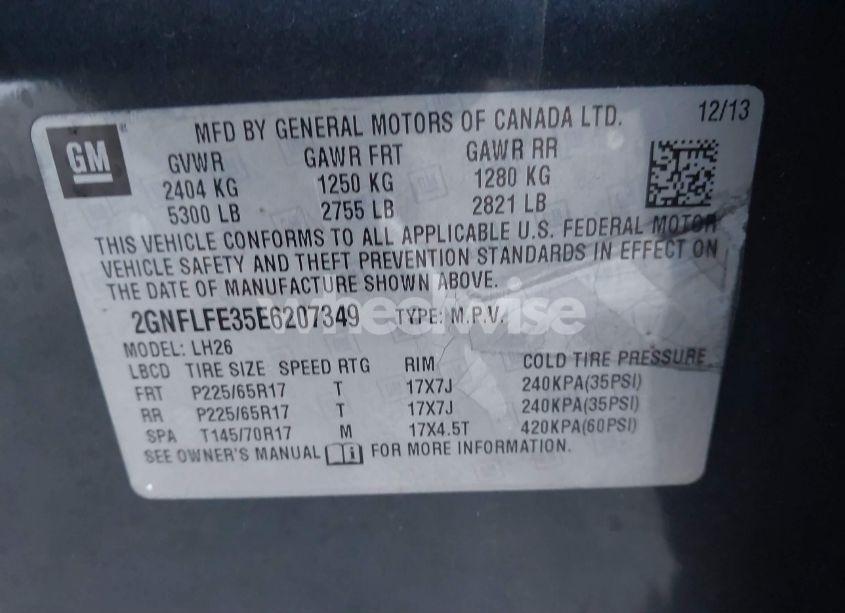 MFD BY GENERAL MOTORS OF CANADA LTD. 12/13
GM
GVWR GAWR FRT GAWR RR
2404 KG 1250 KG 1280 KG
5300 LB 2755 LB 2821 LB
THIS VEHICLE CONFORMS TO ALL APPLICABLE U.S. FEDERAL MOTOR
VEHICLE SAFETY AND THEFT PREVENTION STANDARDS IN EFFECT ON
THE DATE OF MANUFACTURE SHOWN ABOVE.
wheelwise
2GNFLFE35E6207349 TYPE: M.P.V.
MODEL: LH26
LBCD TIRE SIZE SPEED RTG RIM COLD TIRE PRESSURE
FRT P225/65R17 T 17X7J 240KPA(35PSI)
RR P225/65R17 T 17X7J 240KPA(35PSI)
SPA T145/70R17 M 17X4.5T 420KPA(60PSI)
SEE OWNER'S MANUAL FOR MORE INFORMATION.